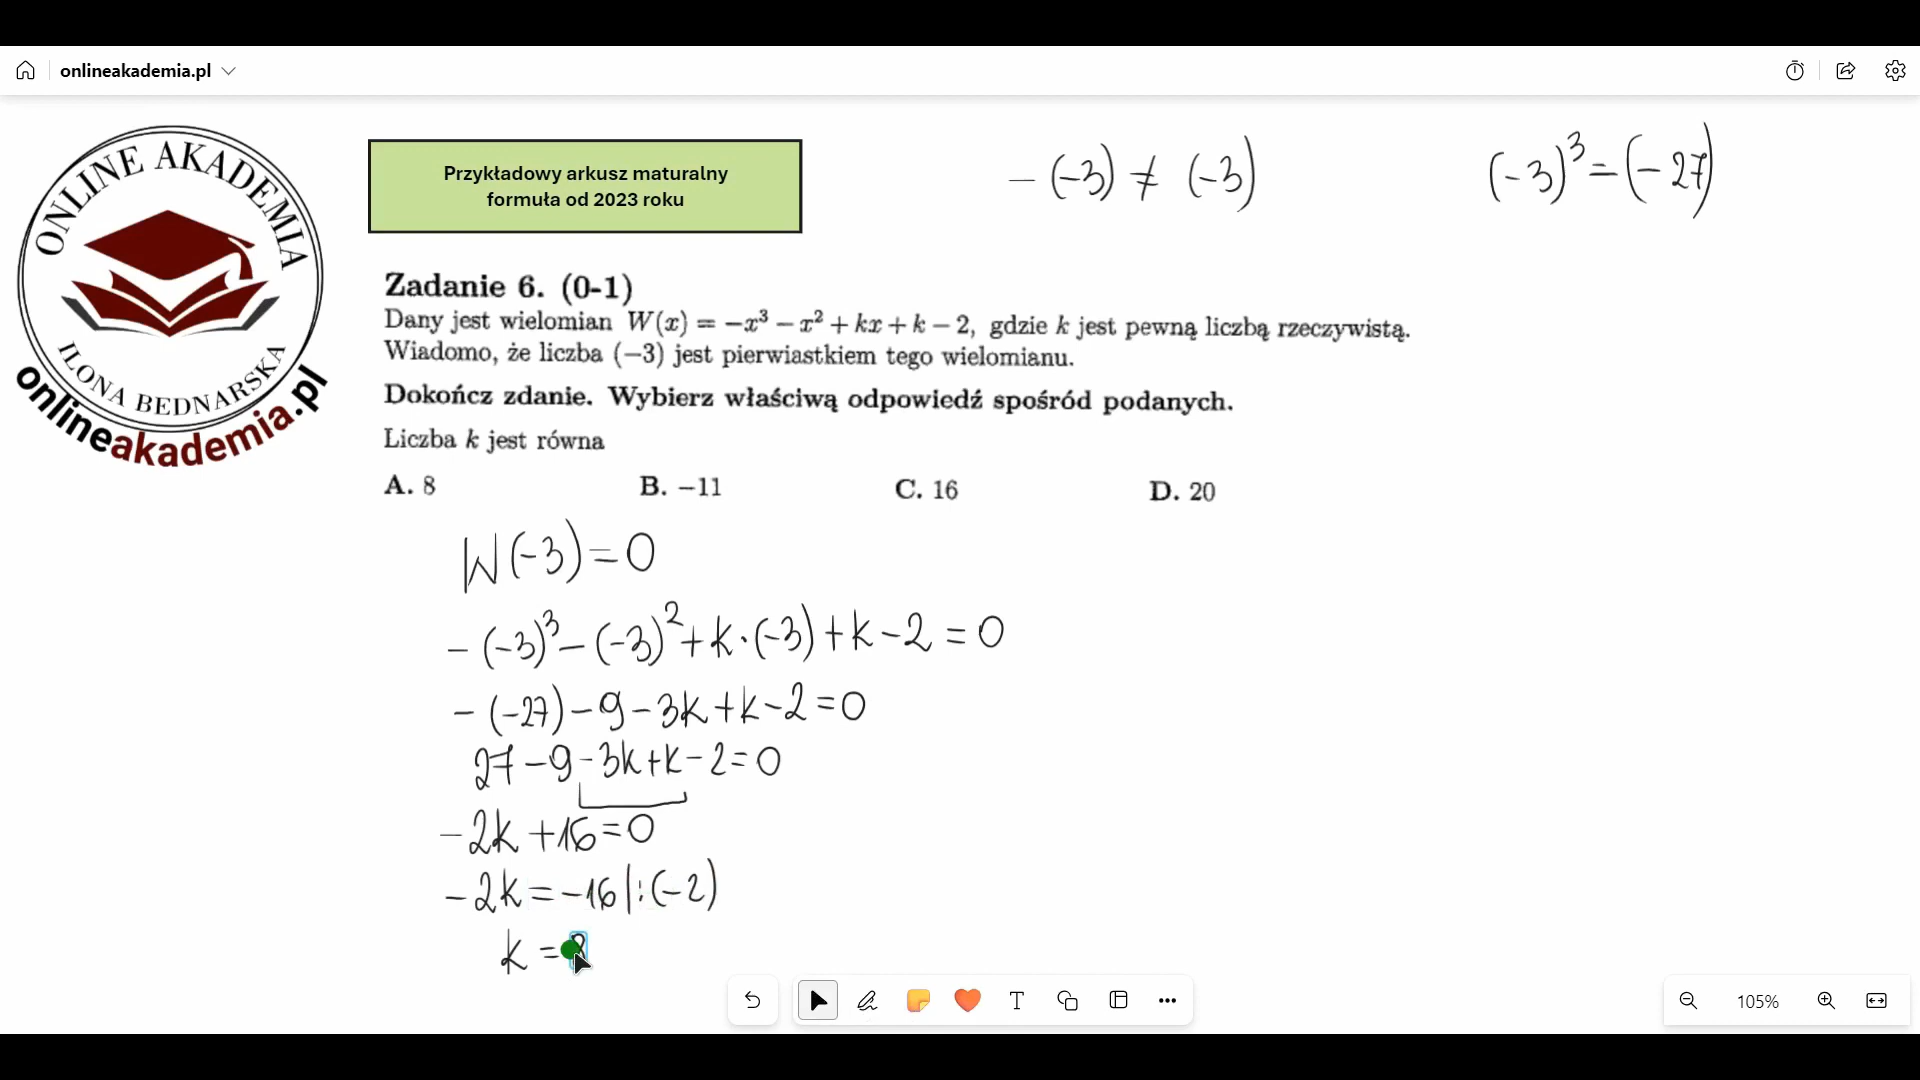 onlineakademia.pl
ONLINE AKADEMIA
ILONA BEDNARSKA
onlineakademia.pl
Przykładowy arkusz maturalny
formuła od 2023 roku
- (-3) ≠ (-3)
(-3)³ = (-27)
Zadanie 6. (0-1)
Dany jest wielomian W(x) = −x³ − x² + kx + k − 2, gdzie k jest pewną liczbą rzeczywistą.
Wiadomo, że liczba (−3) jest pierwiastkiem tego wielomianu.
Dokończ zdanie. Wybierz właściwą odpowiedź spośród podanych.
Liczba k jest równa
A. 8 B. −11 C. 16 D. 20
W(-3) = 0
- (-3)³ - (-3)² + k · (-3) + k - 2 = 0
- (-27) - 9 - 3k + k - 2 = 0
27 - 9 - 3k + k - 2 = 0
- 2k + 16 = 0
- 2k = -16 |: (-2)
k =
105%